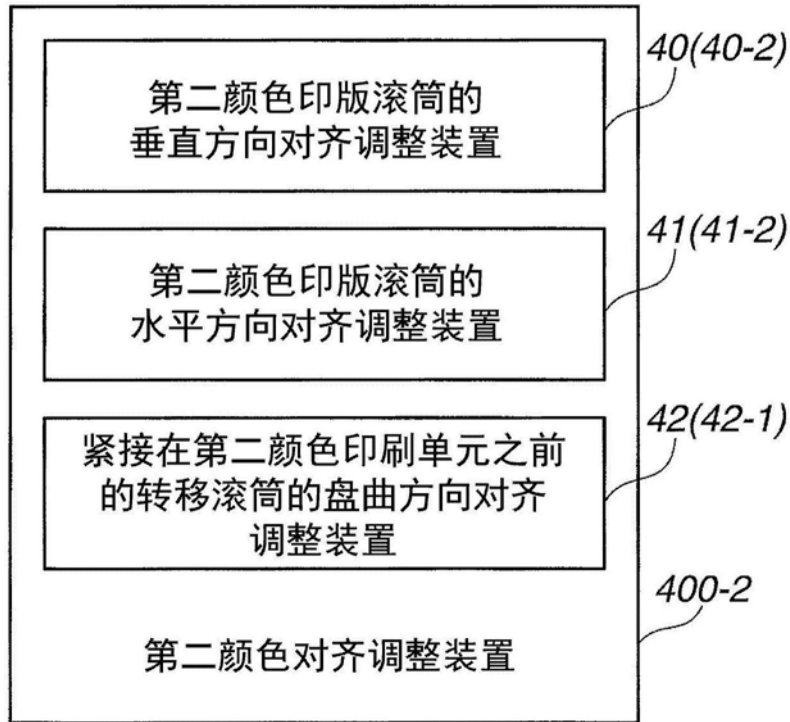 第二颜色印版滚筒的
垂直方向对齐调整装置
40(40-2)
第二颜色印版滚筒的
水平方向对齐调整装置
41(41-2)
紧接在第二颜色印刷单元之前
的转移滚筒的盘曲方向对齐
调整装置
42(42-1)
第二颜色对齐调整装置
400-2